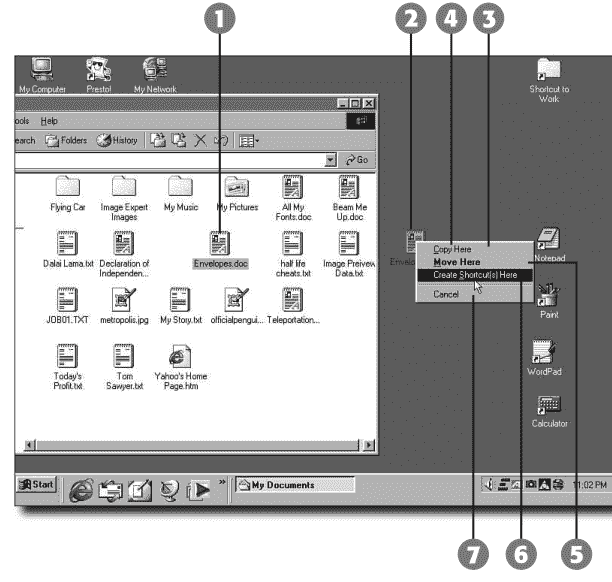 1
2
4
3
My Computer
Presto!
My Network
Shortcut to
Work
ools Help
earch Folders History
Go
Flying Car
Image Expert
Images
My Music
My Pictures
All My
Fonts.doc
Beam Me
Up.doc
Dalai Lama.txt
Declaration of
Independen...
Envelopes.doc
half life
cheats.txt
Image Preivew
Data.txt
JOB01.TXT
metropolis.jpg
My Story.txt
officialpengui...
Teleportation...
Today's
Profit.txt
Tom
Sawyer.txt
Yahoo's Home
Page.htm
Copy Here
Move Here
Create Shortcut(s) Here
Cancel
Notepad
Paint
WordPad
Calculator
Start
My Documents
11:02 PM
7
6
5